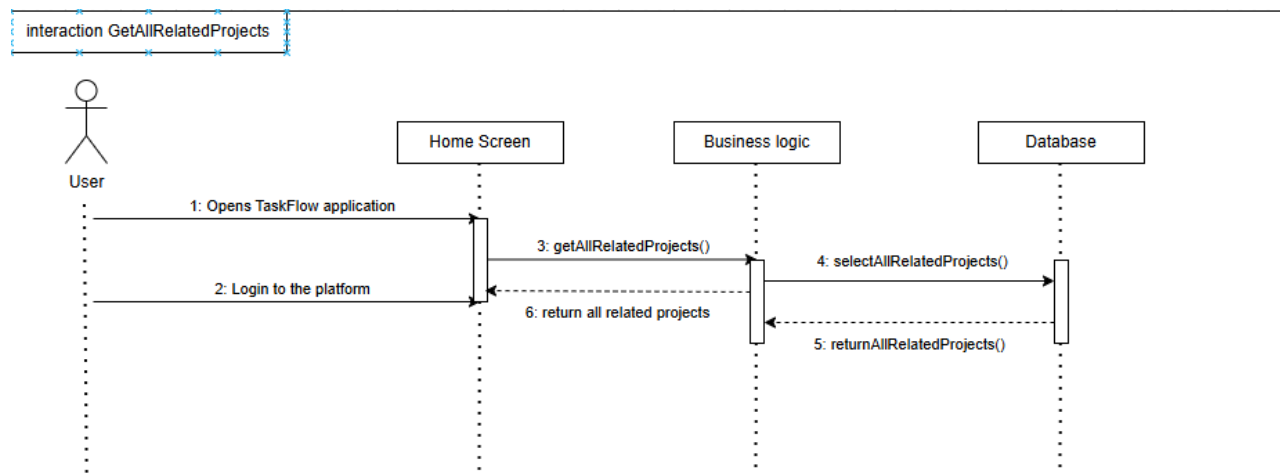 interaction GetAllRelatedProjects
Home Screen
Business logic
Database
User
1: Opens TaskFlow application
3: getAllRelatedProjects()
4: selectAllRelatedProjects()
2: Login to the platform
6: return all related projects
5: returnAllRelatedProjects()